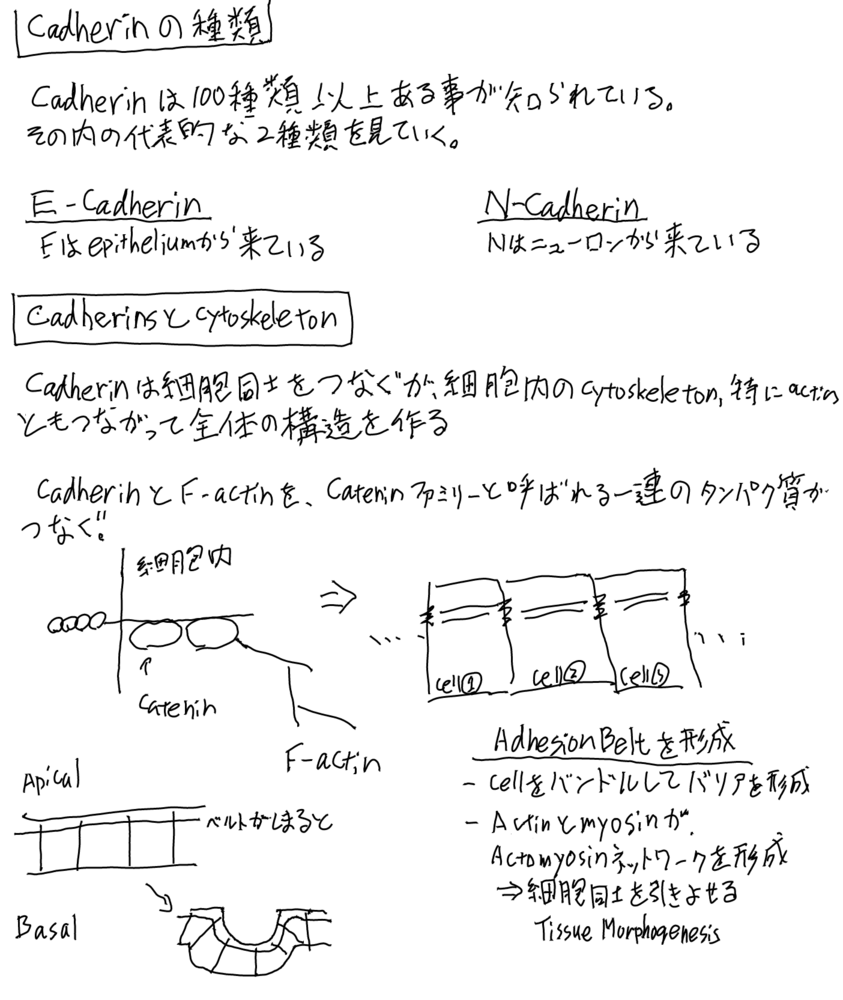 Cadherinの種類
Cadherinは100種類以上ある事が知られている。
その内の代表的な2種類を見ていく。
E-Cadherin
Eはepitheliumから来ている
N-Cadherin
Nはニューロンから来ている
Cadherinsとcytoskeleton
Cadherinは細胞同士をつなぐが、細胞内のcytoskeleton, 特にactin
ともつながって全体の構造を作る
CadherinとF-actinを、Cateninファミリーと呼ばれる一連のタンパク質が
つなぐ。
細胞内
⇒
Catenin
F-actin
cell①
cell②
cell③
Adhesion Beltを形成
- cellをバンドルしてバリアを形成
- Actinとmyosinが、
Actomyosinネットワークを形成
⇒細胞同士を引きよせる
Tissue Morphogenesis
Apical
ベルトがしまると
Basal